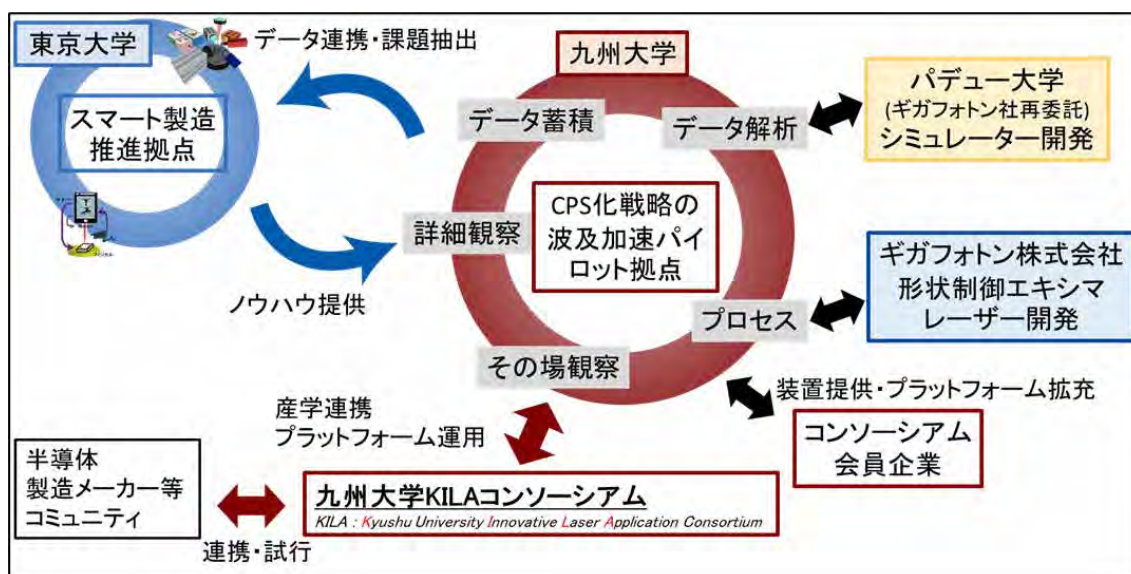 東京大学
データ連携・課題抽出
スマート製造
推進拠点
ノウハウ提供
九州大学
データ蓄積
データ解析
詳細観察
CPS化戦略の
波及加速パイ
ロット拠点
プロセス
その場観察
パデュー大学
(ギガフォトン社再委託)
シミュレーター開発
ギガフォトン株式会社
形状制御エキシマ
レーザー開発
装置提供・プラットフォーム拡充
コンソーシアム
会員企業
産学連携
プラットフォーム運用
半導体
製造メーカー等
コミュニティ
九州大学KILAコンソーシアム
KILA : Kyushu University Innovative Laser Application Consortium
連携・試行